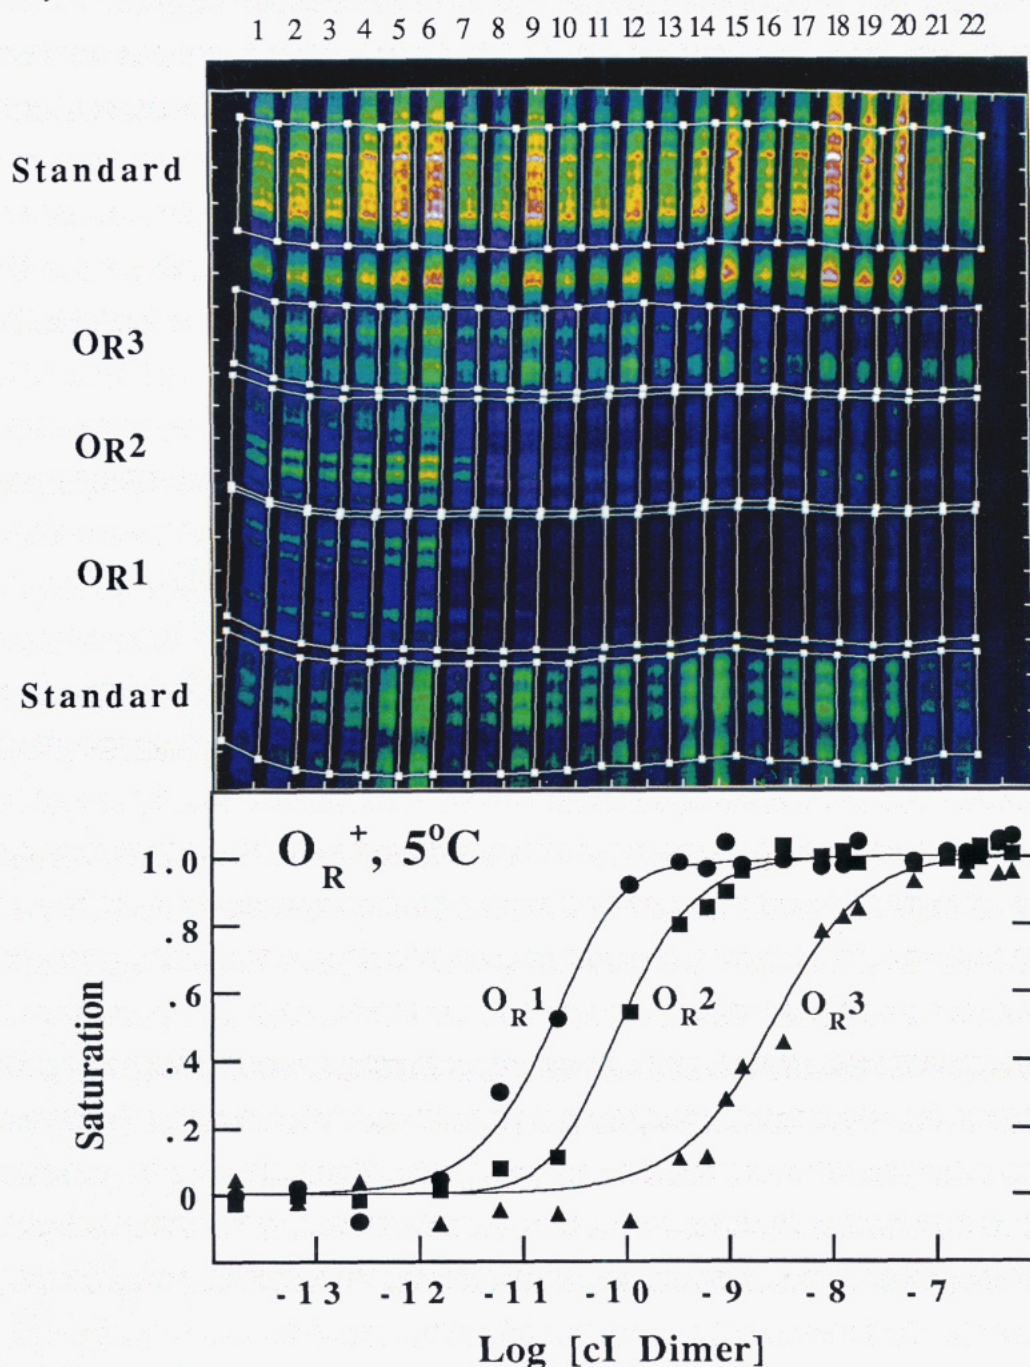 1 2 3 4 5 6 7 8 9 10 11 12 13 14 15 16 17 18 19 20 21 22
Standard
OR3
OR2
OR1
Standard
OR+, 5°C
1.0
.8
.6
.4
.2
0
OR1
OR2
OR3
Saturation
-13 -12 -11 -10 -9 -8 -7
Log [cI Dimer]